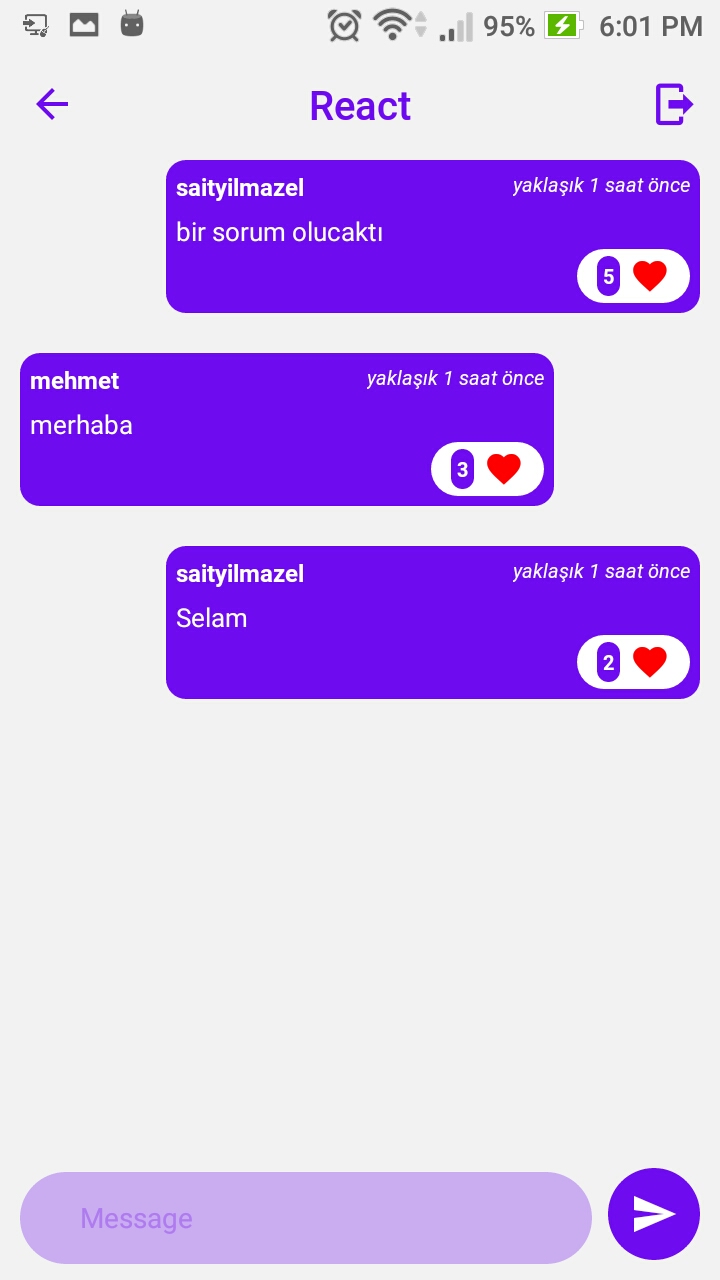 95% 6:01 PM
React
saityilmazel yaklaşık 1 saat önce
bir sorum olucaktı
5
mehmet yaklaşık 1 saat önce
merhaba
3
saityilmazel yaklaşık 1 saat önce
Selam
2
Message